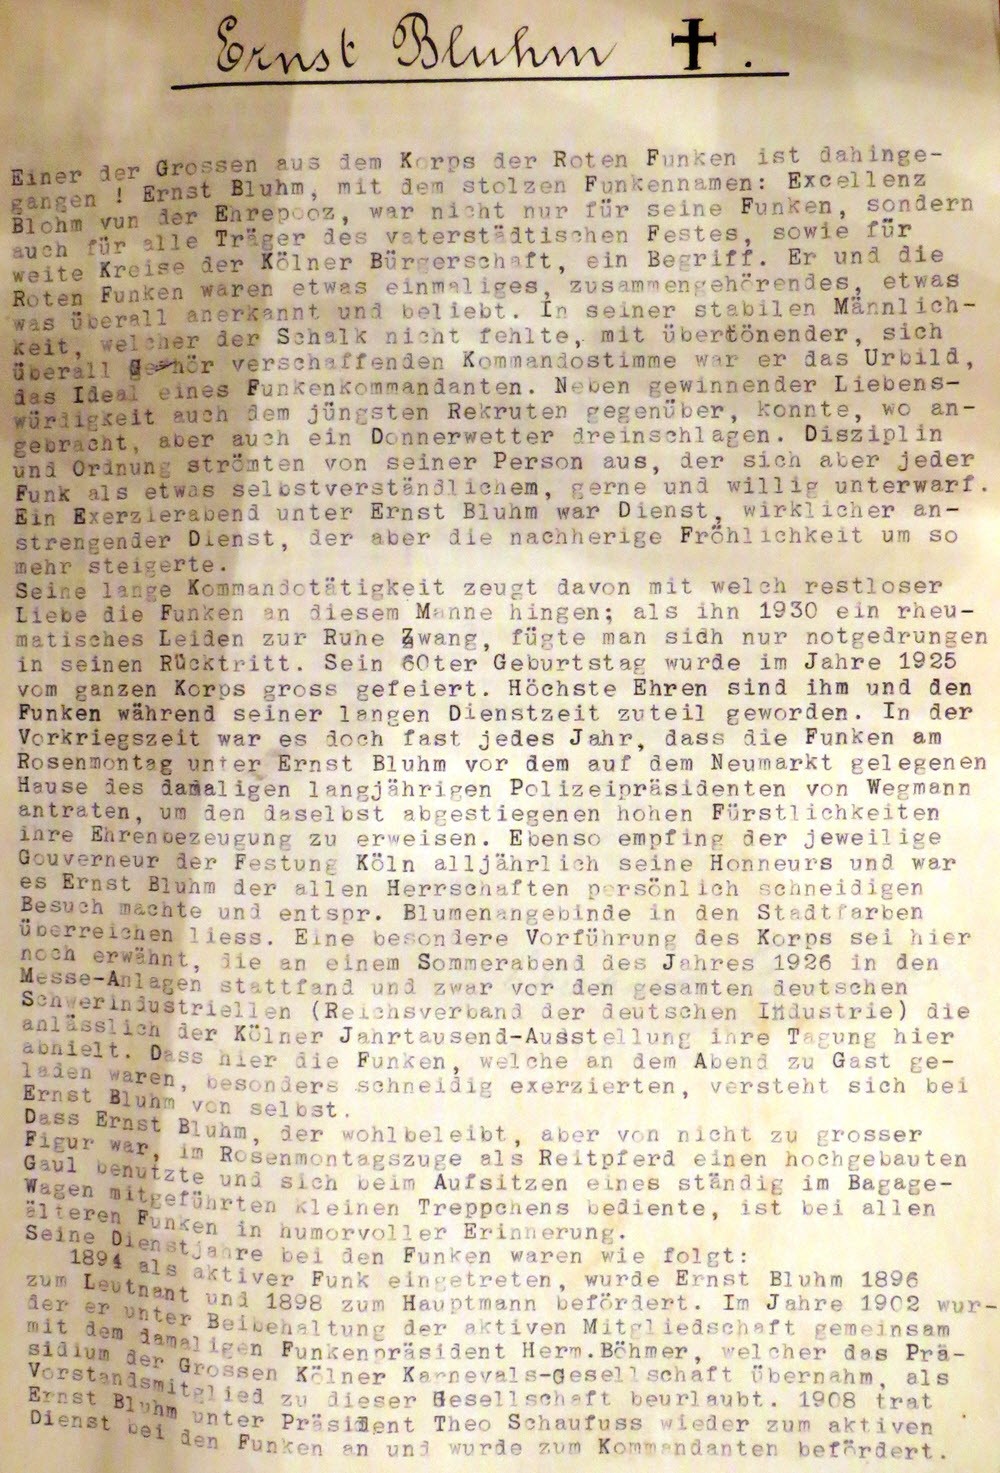 Ernst Bluhm ✝.
Einer der Grossen aus dem Korps der Roten Funken ist dahinge-
gangen ! Ernst Bluhm, mit dem stolzen Funkennamen: Excellenz
Blohm vun der Ehrepooz, war nicht nur für seine Funken, sondern
auch für alle Träger des vaterstädtischen Festes, sowie für
weite Kreise der Kölner Bürgerschaft, ein Begriff. Er und die
Roten Funken waren etwas einmaliges, zusammengehörendes, etwas
was überall anerkannt und beliebt. In seiner stabilen Männlich-
keit, welcher der Schalk nicht fehlte, mit übertönender, sich
überall Gehör verschaffenden Kommandostimme war er das Urbild,
das Ideal eines Funkenkommandanten. Neben gewinnender Liebens-
würdigkeit auch dem jüngsten Rekruten gegenüber, konnte, wo an-
gebracht, aber auch ein Donnerwetter dreinschlagen. Disziplin
und Ordnung strömten von seiner Person aus, der sich aber jeder
Funk als etwas selbstverständlichem, gerne und willig unterwarf.
Ein Exerzierabend unter Ernst Bluhm war Dienst, wirklicher an-
strengender Dienst, der aber die nachherige Fröhlichkeit um so
mehr steigerte.
Seine lange Kommandotätigkeit zeugt davon mit welch restloser
Liebe die Funken an diesem Manne hingen; als ihn 1930 ein rheu-
matisches Leiden zur Ruhe Zwang, fügte man sidh nur notgedrungen
in seinen Rücktritt. Sein 60ter Geburtstag wurde im Jahre 1925
vom ganzen Korps gross gefeiert. Höchste Ehren sind ihm und den
Funken während seiner langen Dienstzeit zuteil geworden. In der
Vorkriegszeit war es doch fast jedes Jahr, dass die Funken am
Rosenmontag unter Ernst Bluhm vor dem auf dem Neumarkt gelegenen
Hause des damaligen langjährigen Polizeipräsidenten von Wegmann
antraten, um den daselbst abgestiegenen hohen Fürstlichkeiten
ihre Ehrenbezeugung zu erweisen. Ebenso empfing der jeweilige
Gouverneur der Festung Köln alljährlich seine Honneurs und war
es Ernst Bluhm der allen Herrschaften persönlich schneidigen
Besuch machte und entspr. Blumenangebinde in den Stadtfarben
überreichen liess. Eine besondere Vorführung des Korps sei hier
noch erwähnt, die an einem Sommerabend des Jahres 1926 in den
Messe-Anlagen stattfand und zwar vor den gesamten deutschen
Schwerindustriellen (Reichsverband der deutschen Industrie) die
anlässlich der Kölner Jahrtausend-Ausstellung ihre Tagung hier
abhielt. Dass hier die Funken, welche an dem Abend zu Gast ge-
laden waren, besonders schneidig exerzierten, versteht sich bei
Ernst Bluhm von selbst.
Dass Ernst Bluhm, der wohlbeleibt, aber von nicht zu grosser
Figur war, im Rosenmontagszuge als Reitpferd einen hochgebauten
Gaul benutzte und sich beim Aufsitzen eines ständig im Bagage-
Wagen mitgeführten kleinen Treppchens bediente, ist bei allen
älteren Funken in humorvoller Erinnerung.
Seine Dienstjahre bei den Funken waren wie folgt:
1894 als aktiver Funk eingetreten, wurde Ernst Bluhm 1896
zum Leutnant und 1898 zum Hauptmann befördert. Im Jahre 1902 wur-
der er unter Beibehaltung der aktiven Mitgliedschaft gemeinsam
mit dem damaligen Funkenpräsident Herm.Böhmer, welcher das Prä-
sidium der Grossen Kölner Karnevals-Gesellschaft übernahm, als
Vorstandsmitglied zu dieser Gesellschaft beurlaubt. 1908 trat
Ernst Bluhm unter Präsident Theo Schaufuss wieder zum aktiven
Dienst bei den Funken an und wurde zum Kommandanten befördert.